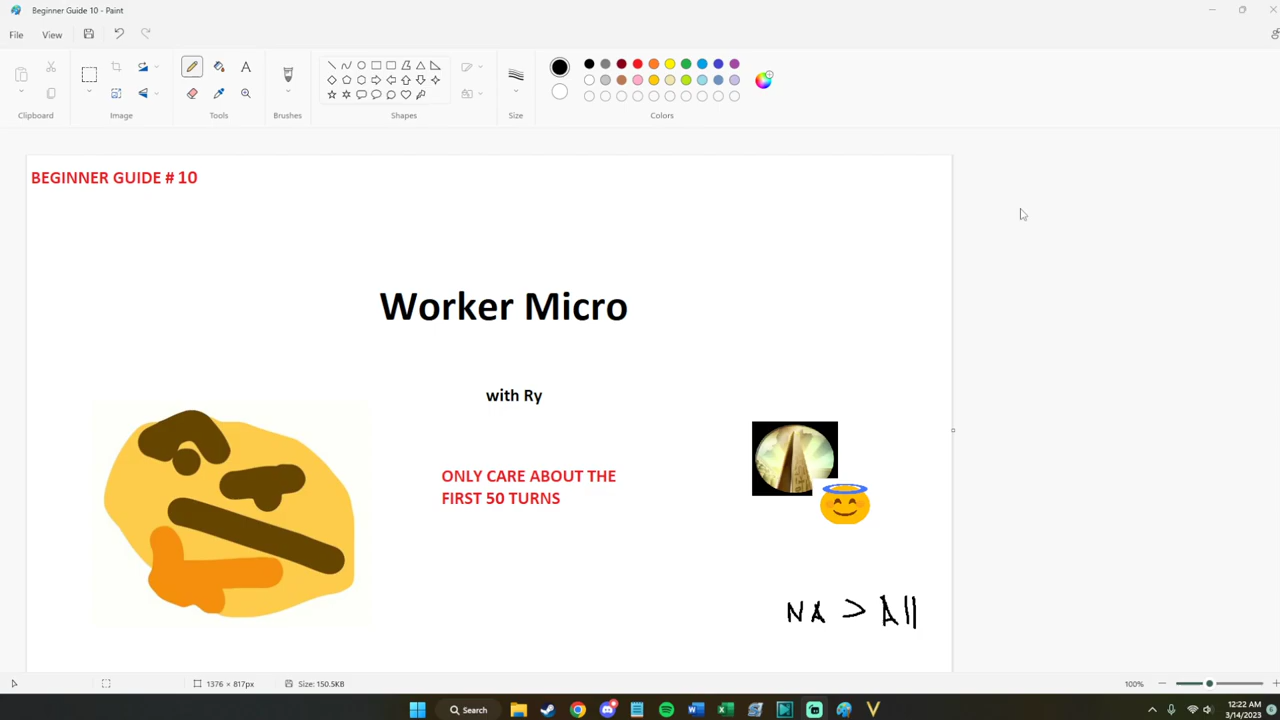 Beginner Guide 10 - Paint
File
View
Clipboard
Image
Tools
Brushes
Shapes
Size
Colors
BEGINNER GUIDE # 10
Worker Micro
with Ry
ONLY CARE ABOUT THE
FIRST 50 TURNS
NA > All
1376 × 817px
Size: 150.5KB
100%
Search
12:22 AM
3/14/2023